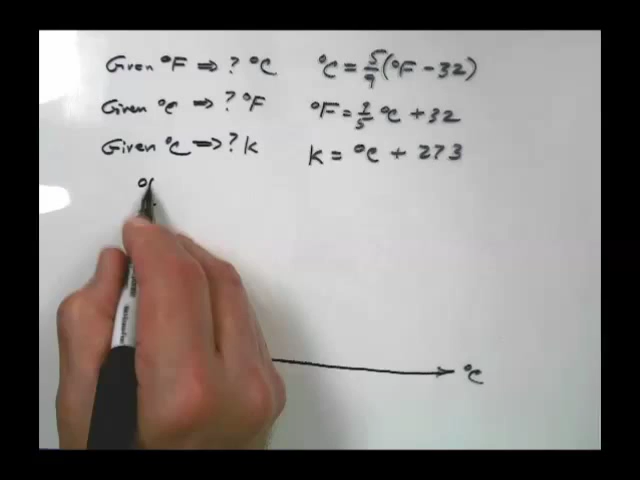 Given °F ⇒ ? °C °C = 5/9 (°F - 32)
Given °C ⇒ ? °F °F = 9/5 °C + 32
Given °C ⇒ ? K K = °C + 273
°C